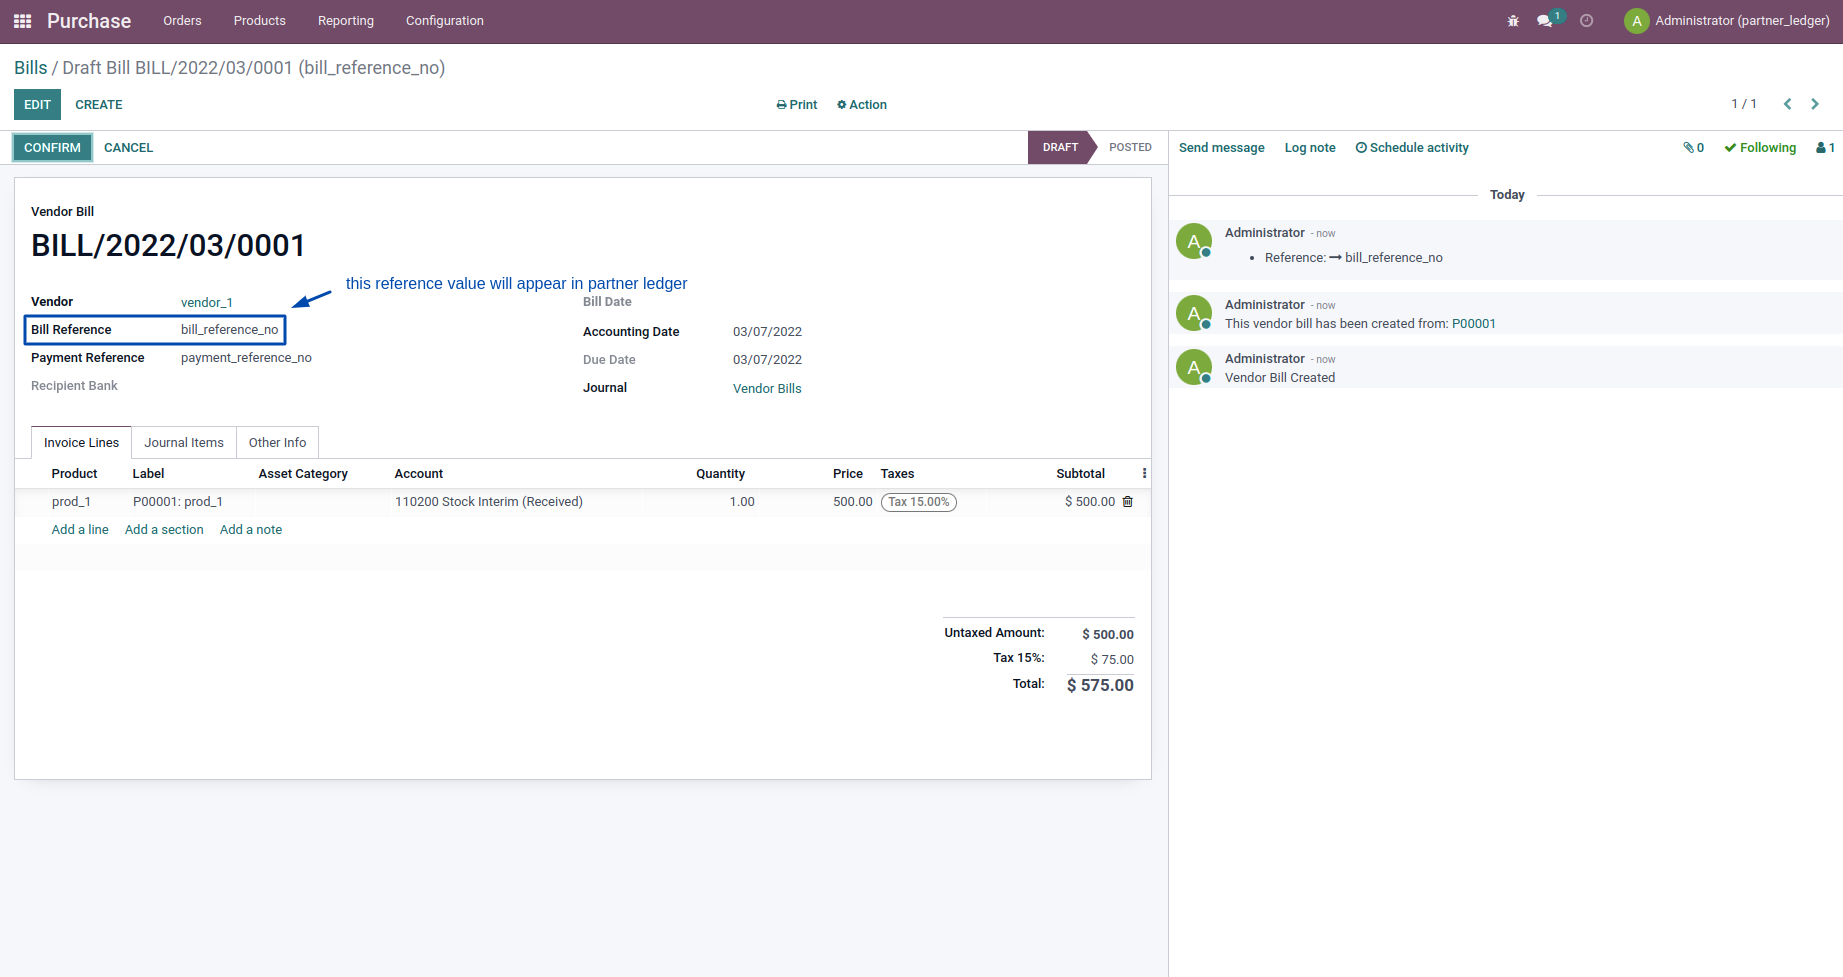 Purchase Orders Products Reporting Configuration 1 A Administrator (partner_ledger)
Bills / Draft Bill BILL/2022/03/0001 (bill_reference_no)
EDIT CREATE Print Action 1 / 1
CONFIRM CANCEL DRAFT POSTED
Vendor Bill
BILL/2022/03/0001
this reference value will appear in partner ledger
Vendor vendor_1 Bill Date
Bill Reference bill_reference_no Accounting Date 03/07/2022
Payment Reference payment_reference_no Due Date 03/07/2022
Recipient Bank Journal Vendor Bills
Invoice Lines Journal Items Other Info
Product Label Asset Category Account Quantity Price Taxes Subtotal
prod_1 P00001: prod_1 110200 Stock Interim (Received) 1.00 500.00 Tax 15.00% $ 500.00
Add a line Add a section Add a note
Untaxed Amount: $ 500.00
Tax 15%: $ 75.00
Total: $ 575.00
Send message Log note Schedule activity 0 Following 1
Today
A Administrator - now
Reference: bill_reference_no
A Administrator - now
This vendor bill has been created from: P00001
A Administrator - now
Vendor Bill Created